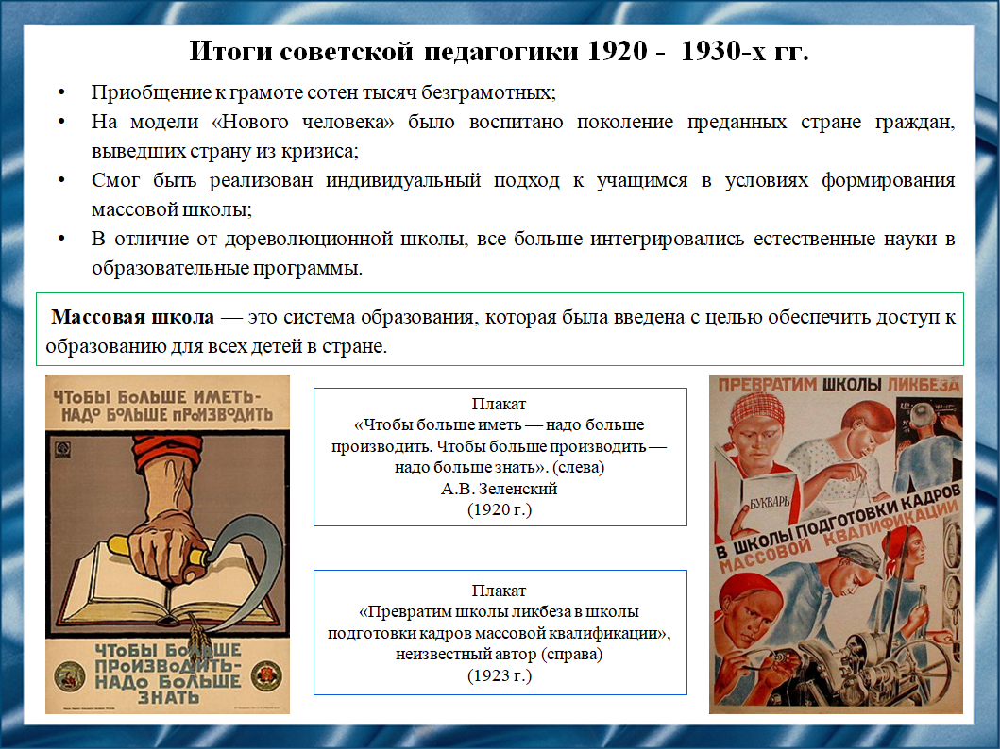 Итоги советской педагогики 1920 - 1930-х гг.
• Приобщение к грамоте сотен тысяч безграмотных;
• На модели «Нового человека» было воспитано поколение преданных стране граждан,
выведших страну из кризиса;
• Смог быть реализован индивидуальный подход к учащимся в условиях формирования
массовой школы;
• В отличие от дореволюционной школы, все больше интегрировались естественные науки в
образовательные программы.
Массовая школа — это система образования, которая была введена с целью обеспечить доступ к
образованию для всех детей в стране.
ЧТОБЫ БОЛЬШЕ ИМЕТЬ-
НАДО БОЛЬШЕ ПРОИЗВОДИТЬ
ЧТОБЫ БОЛЬШЕ
ПРОИЗВОДИТЬ-
НАДО БОЛЬШЕ
ЗНАТЬ
Плакат
«Чтобы больше иметь — надо больше
производить. Чтобы больше производить —
надо больше знать». (слева)
А.В. Зеленский
(1920 г.)
Плакат
«Превратим школы ликбеза в школы
подготовки кадров массовой квалификации»,
неизвестный автор (справа)
(1923 г.)
ПРЕВРАТИМ ШКОЛЫ ЛИКБЕЗА
БУКВАРЬ
В ШКОЛЫ ПОДГОТОВКИ КАДРОВ
МАССОВОЙ КВАЛИФИКАЦИИ